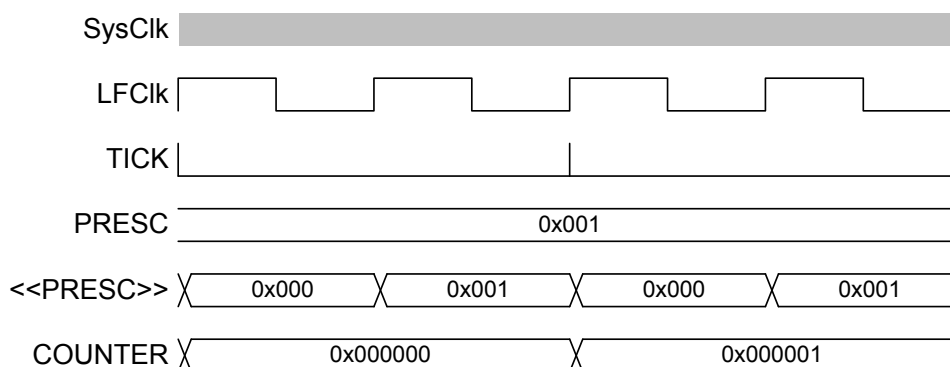 SysClk
LFClk
TICK
PRESC 0x001
<<PRESC>> 0x000 0x001 0x000 0x001
COUNTER 0x000000 0x000001